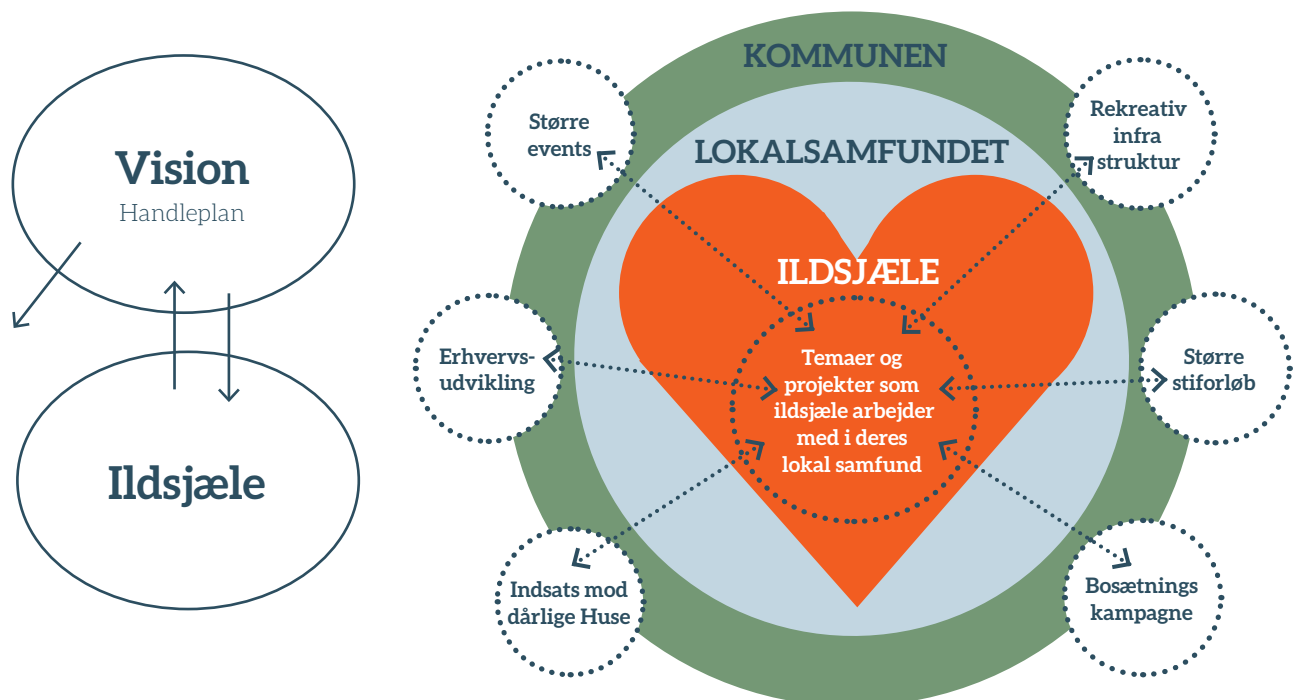 Vision
Handleplan
Ildsjæle
KOMMUNEN
LOKALSAMFUNDET
ILDSJÆLE
Temaer og
projekter som
ildsjæle arbejder
med i deres
lokal samfund
Større
events
Rekreativ
infra
struktur
Erhvervs-
udvikling
Større
stiforløb
Indsats mod
dårlige Huse
Bosætnings
kampagne